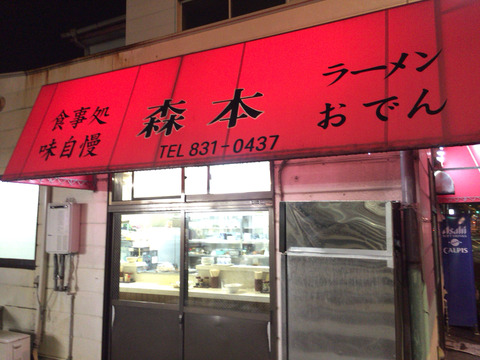 食事処
味自慢
森本
TEL 831-0437
ラーメン
おでん
Asahi
CALPIS